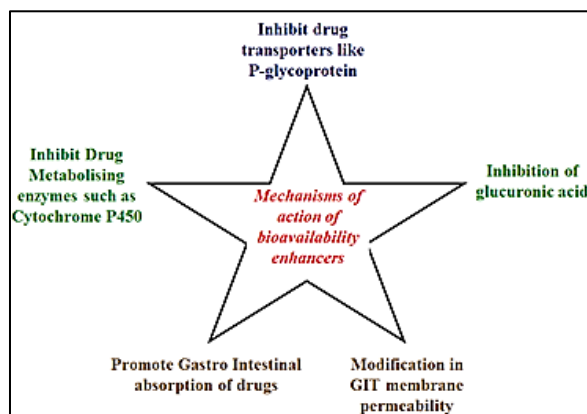 Inhibit drug
transporters like
P-glycoprotein
Inhibit Drug
Metabolising
enzymes such as
Cytochrome P450
Inhibition of
glucuronic acid
Mechanisms of
action of
bioavailability
enhancers
Promote Gastro Intestinal
absorption of drugs
Modification in
GIT membrane
permeability